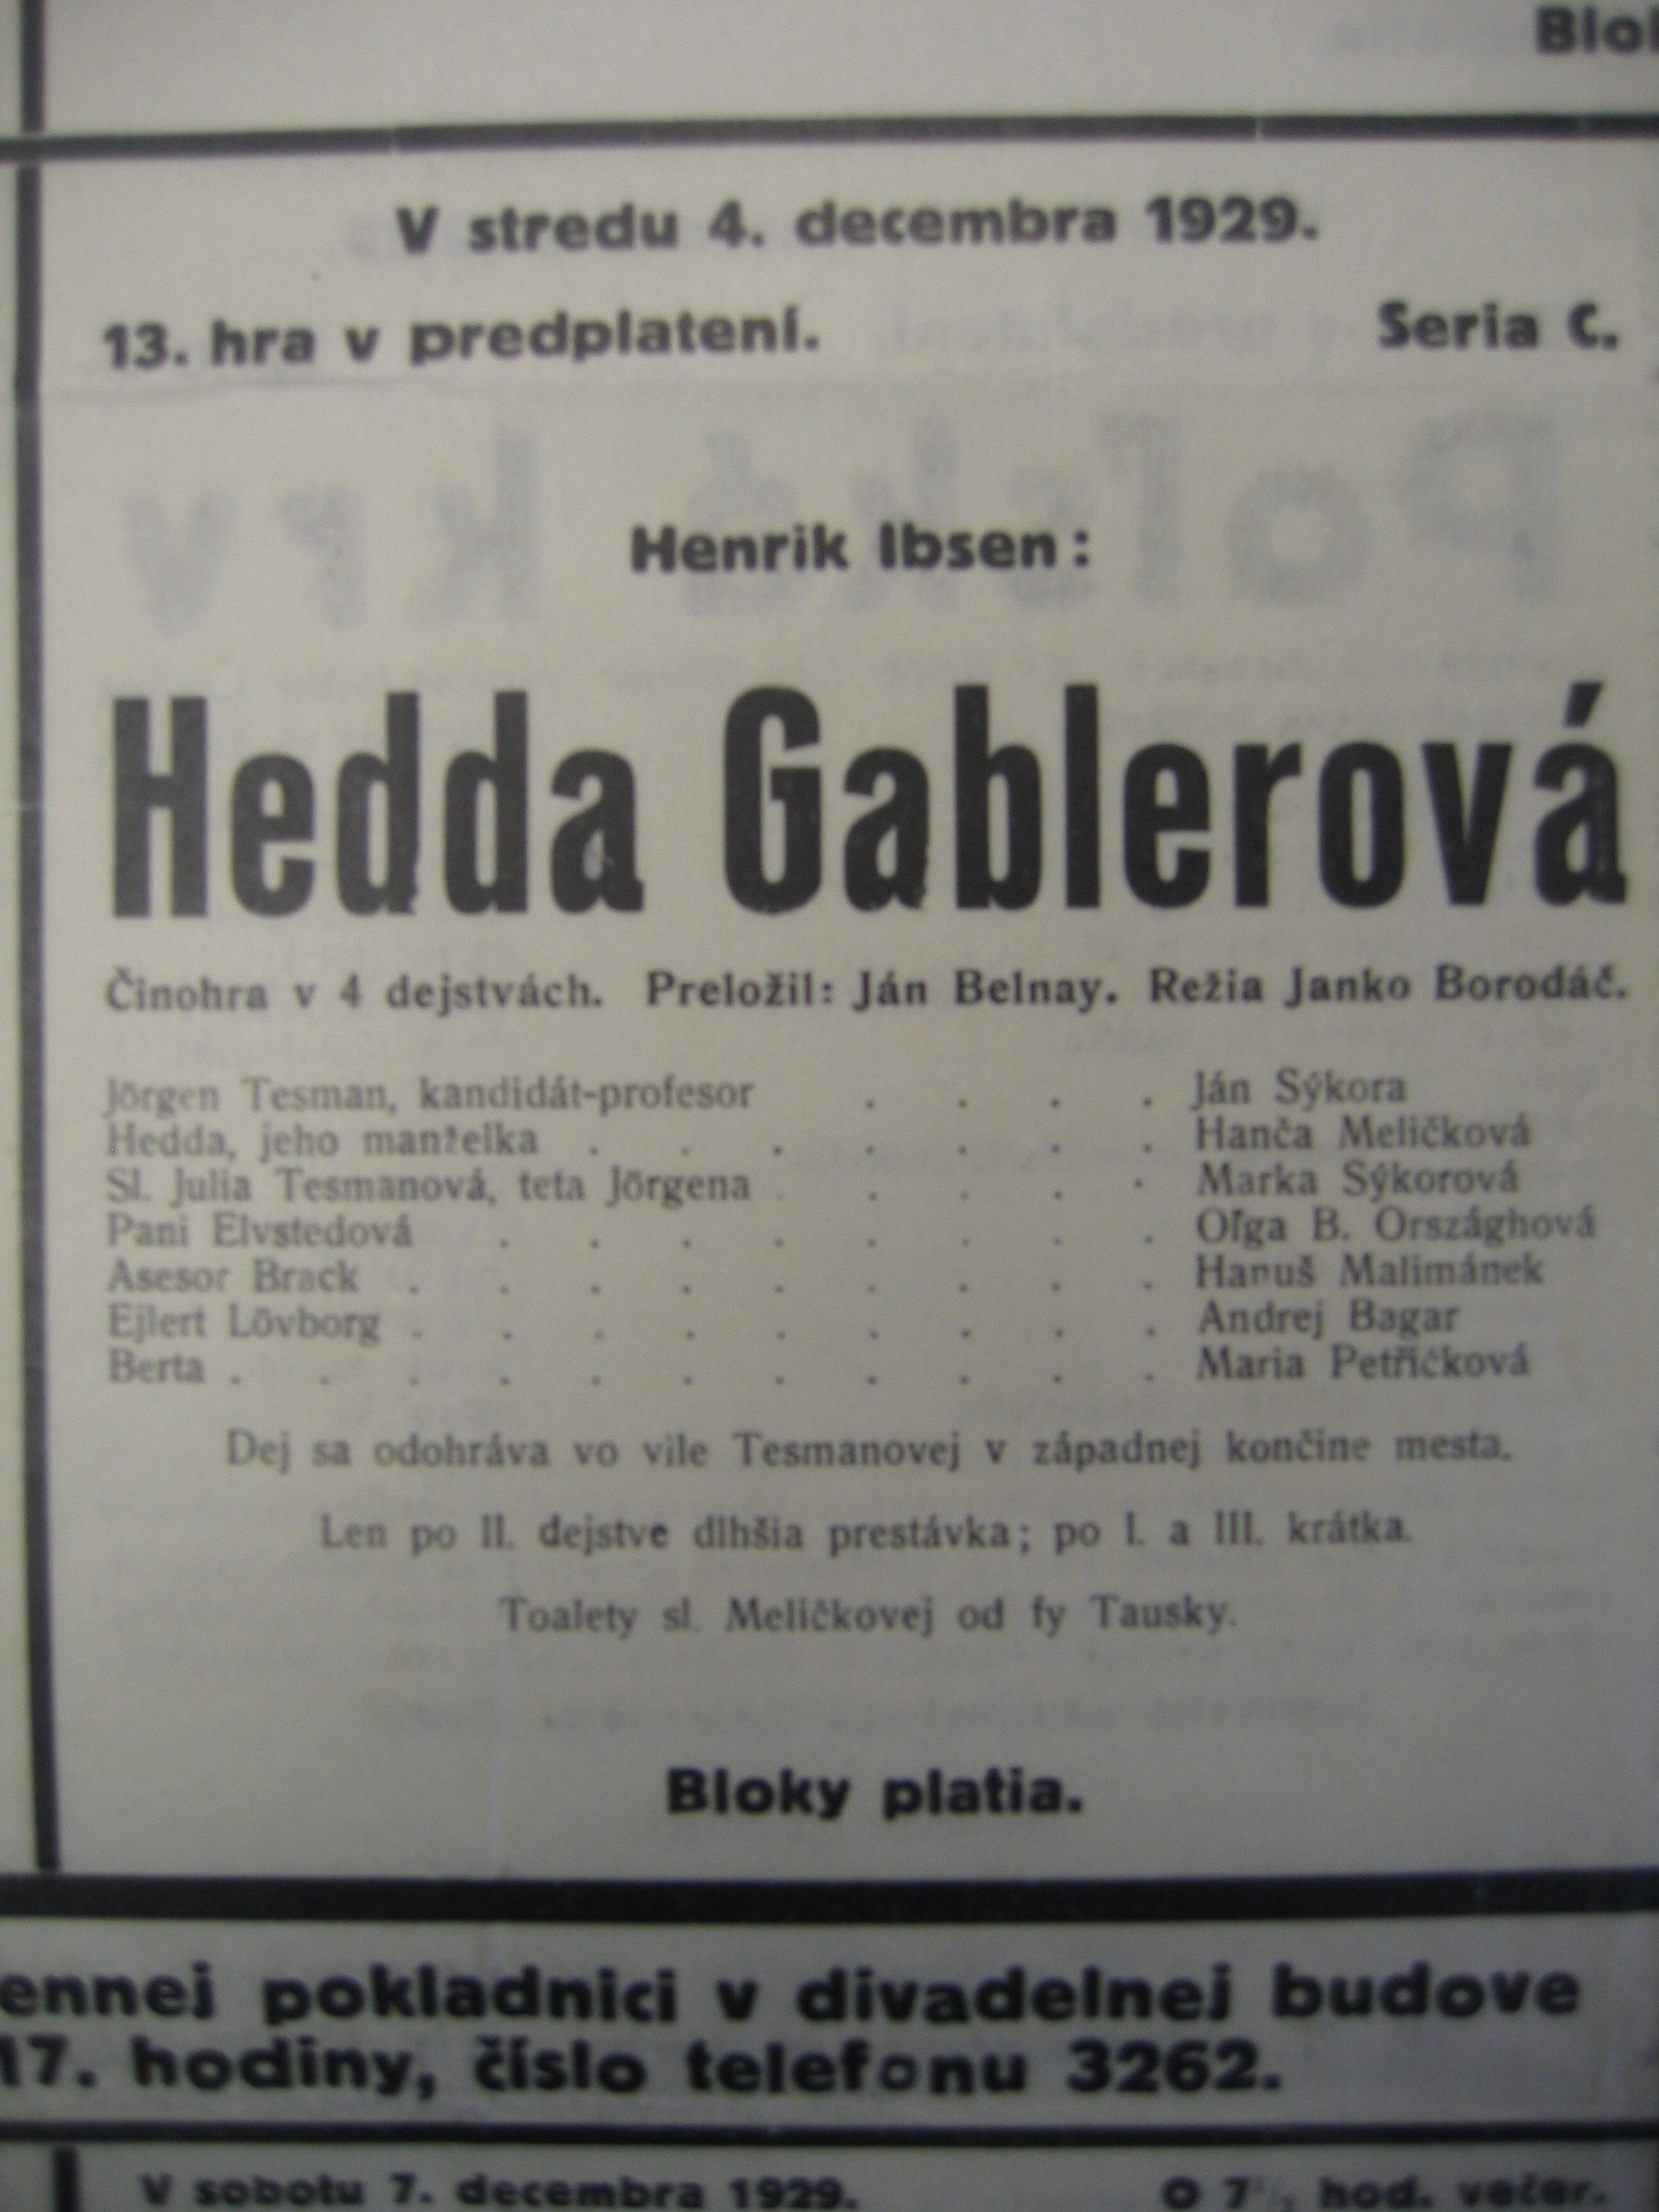 V stredu 4. decembra 1929.
13. hra v predplatení. Seria C.
Henrik Ibsen:
Hedda Gablerová
Činohra v 4 dejstvách. Preložil: Ján Belnay. Režia Janko Borodáč.
Jörgen Tesman, kandidát-profesor . . . . Ján Sýkora
Hedda, jeho manželka . . . . . . . Hanča Meličková
Sl. Julia Tesmanová, teta Jörgena . . . . . Marka Sýkorová
Pani Elvstedová . . . . . . . . Oľga B. Országhová
Asesor Brack . . . . . . . . . Hanuš Malimánek
Ejlert Lövborg . . . . . . . . . Andrej Bagar
Berta . . . . . . . . . . . Maria Petříčková
Dej sa odohráva vo vile Tesmanovej v západnej končine mesta.
Len po II. dejstve dlhšia prestávka; po I. a III. krátka.
Toalety sl. Meličkovej od fy Tausky.
Bloky platia.
ennej pokladnici v divadelnej budove
17. hodiny, číslo telefonu 3262.
V sobotu 7. decembra 1929. O 7½ hod. večer.